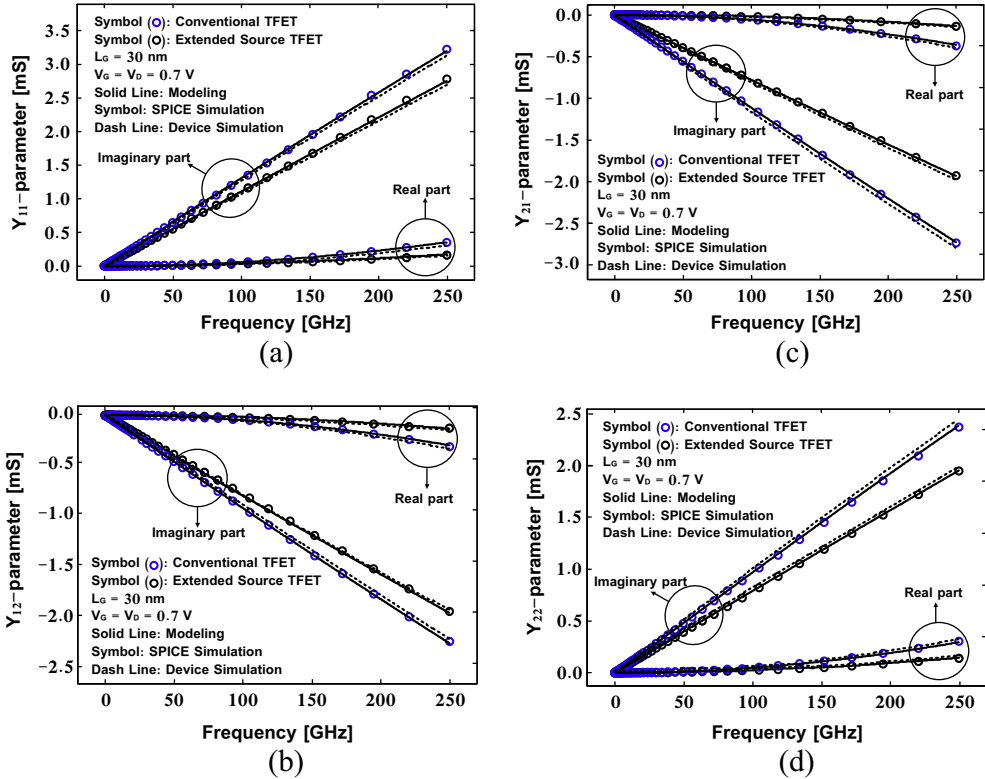 Symbol (o): Conventional TFET
Symbol (o): Extended Source TFET
LG = 30 nm
VG = VD = 0.7 V
Solid Line: Modeling
Symbol: SPICE Simulation
Dash Line: Device Simulation
Imaginary part
Real part
Y11−parameter [mS]
4.0
3.0
2.0
1.0
0.0
0 50 100 150 200 250
Frequency [GHz]
(a)
Y21−parameter [mS]
0.0
−0.5
−1.0
−1.5
−2.0
−2.5
−3.0
Real part
Imaginary part
Symbol (o): Conventional TFET
Symbol (o): Extended Source TFET
LG = 30 nm
VG = VD = 0.7 V
Solid Line: Modeling
Symbol: SPICE Simulation
Dash Line: Device Simulation
0 50 100 150 200 250
Frequency [GHz]
(c)
Y12−parameter [mS]
0.0
−0.5
−1.0
−1.5
−2.0
−2.5
Real part
Imaginary part
Symbol (o): Conventional TFET
Symbol (o): Extended Source TFET
LG = 30 nm
VG = VD = 0.7 V
Solid Line: Modeling
Symbol: SPICE Simulation
Dash Line: Device Simulation
0 50 100 150 200 250
Frequency [GHz]
(b)
Y22−parameter [mS]
2.5
2.0
1.5
1.0
0.5
0.0
Symbol (o): Conventional TFET
Symbol (o): Extended Source TFET
LG = 30 nm
VG = VD = 0.7 V
Solid Line: Modeling
Symbol: SPICE Simulation
Dash Line: Device Simulation
Imaginary part
Real part
0 50 100 150 200 250
Frequency [GHz]
(d)